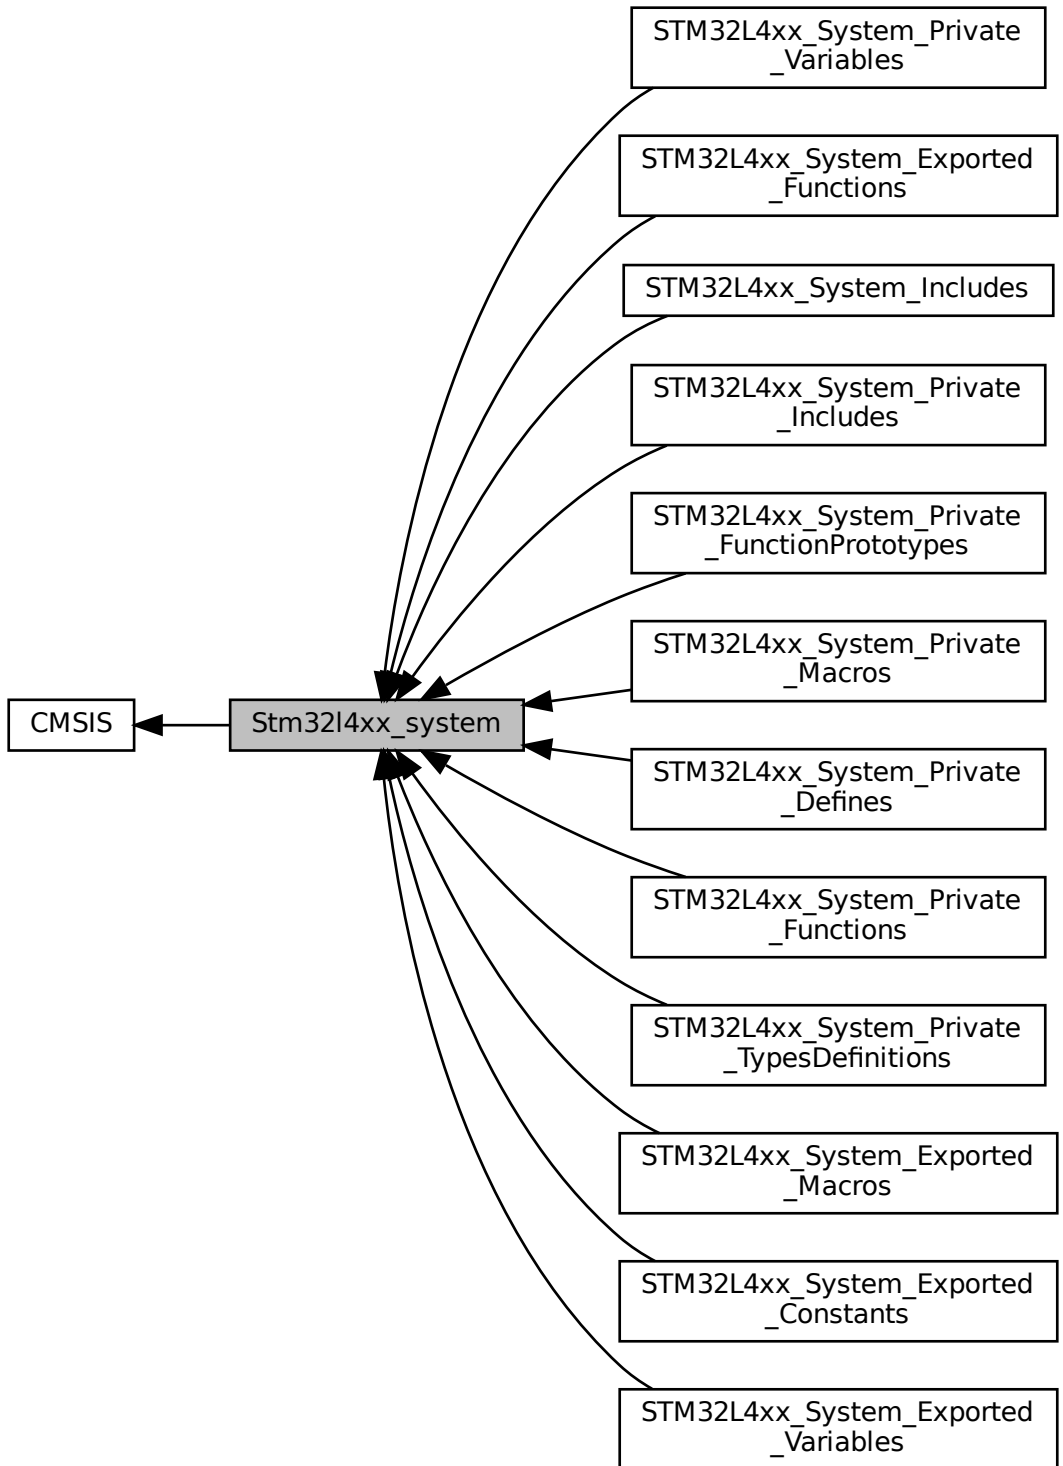 STM32L4xx_System_Private
_Variables
STM32L4xx_System_Exported
_Functions
STM32L4xx_System_Includes
STM32L4xx_System_Private
_Includes
STM32L4xx_System_Private
_FunctionPrototypes
STM32L4xx_System_Private
_Macros
CMSIS
Stm32l4xx_system
STM32L4xx_System_Private
_Defines
STM32L4xx_System_Private
_Functions
STM32L4xx_System_Private
_TypesDefinitions
STM32L4xx_System_Exported
_Macros
STM32L4xx_System_Exported
_Constants
STM32L4xx_System_Exported
_Variables